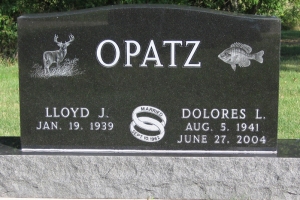 OPATZ
LLOYD J.
JAN. 19. 1939
MARRIED
DOLORES L.
AUG. 5. 1941
JUNE 27, 2004